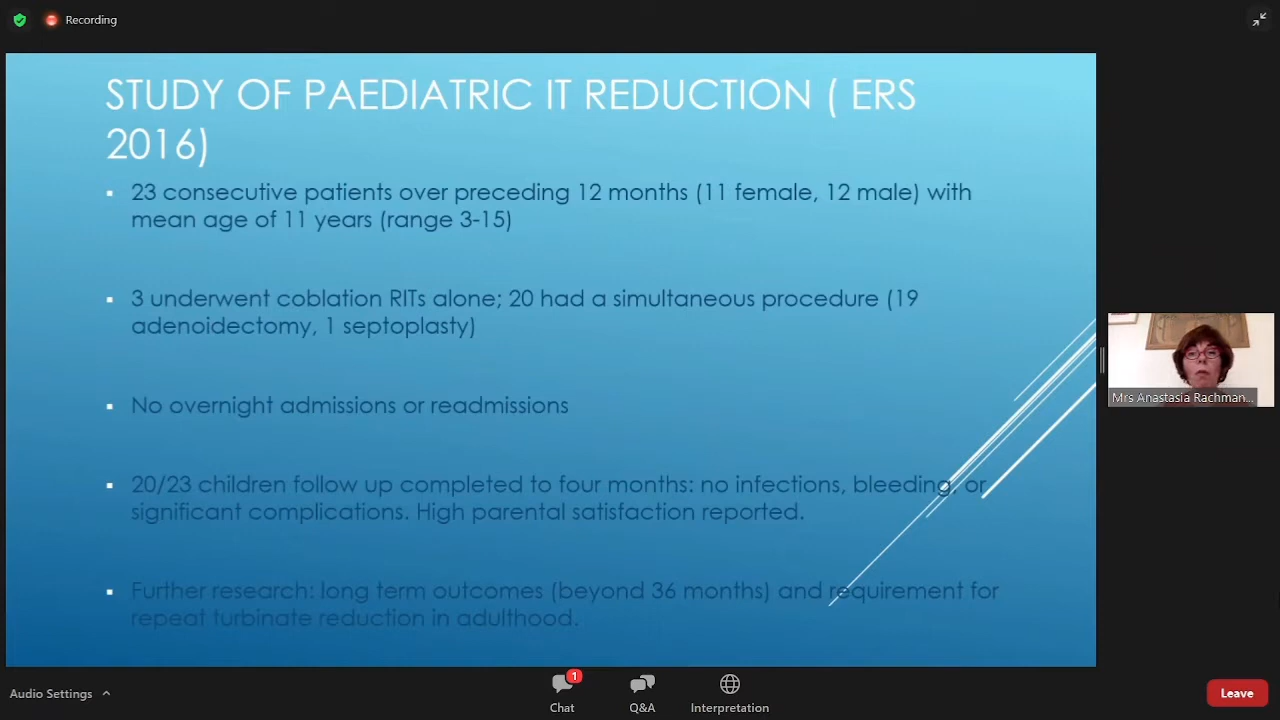 Recording
STUDY OF PAEDIATRIC IT REDUCTION ( ERS
2016)
23 consecutive patients over preceding 12 months (11 female, 12 male) with
mean age of 11 years (range 3-15)
3 underwent coblation RITs alone; 20 had a simultaneous procedure (19
adenoidectomy, 1 septoplasty)
No overnight admissions or readmissions
20/23 children follow up completed to four months: no infections, bleeding, or
significant complications. High parental satisfaction reported.
Further research: long term outcomes (beyond 36 months) and requirement for
repeat turbinate reduction in adulthood.
Mrs Anastasia Rachman...
Audio Settings
1
Chat
Q&A
Interpretation
Leave